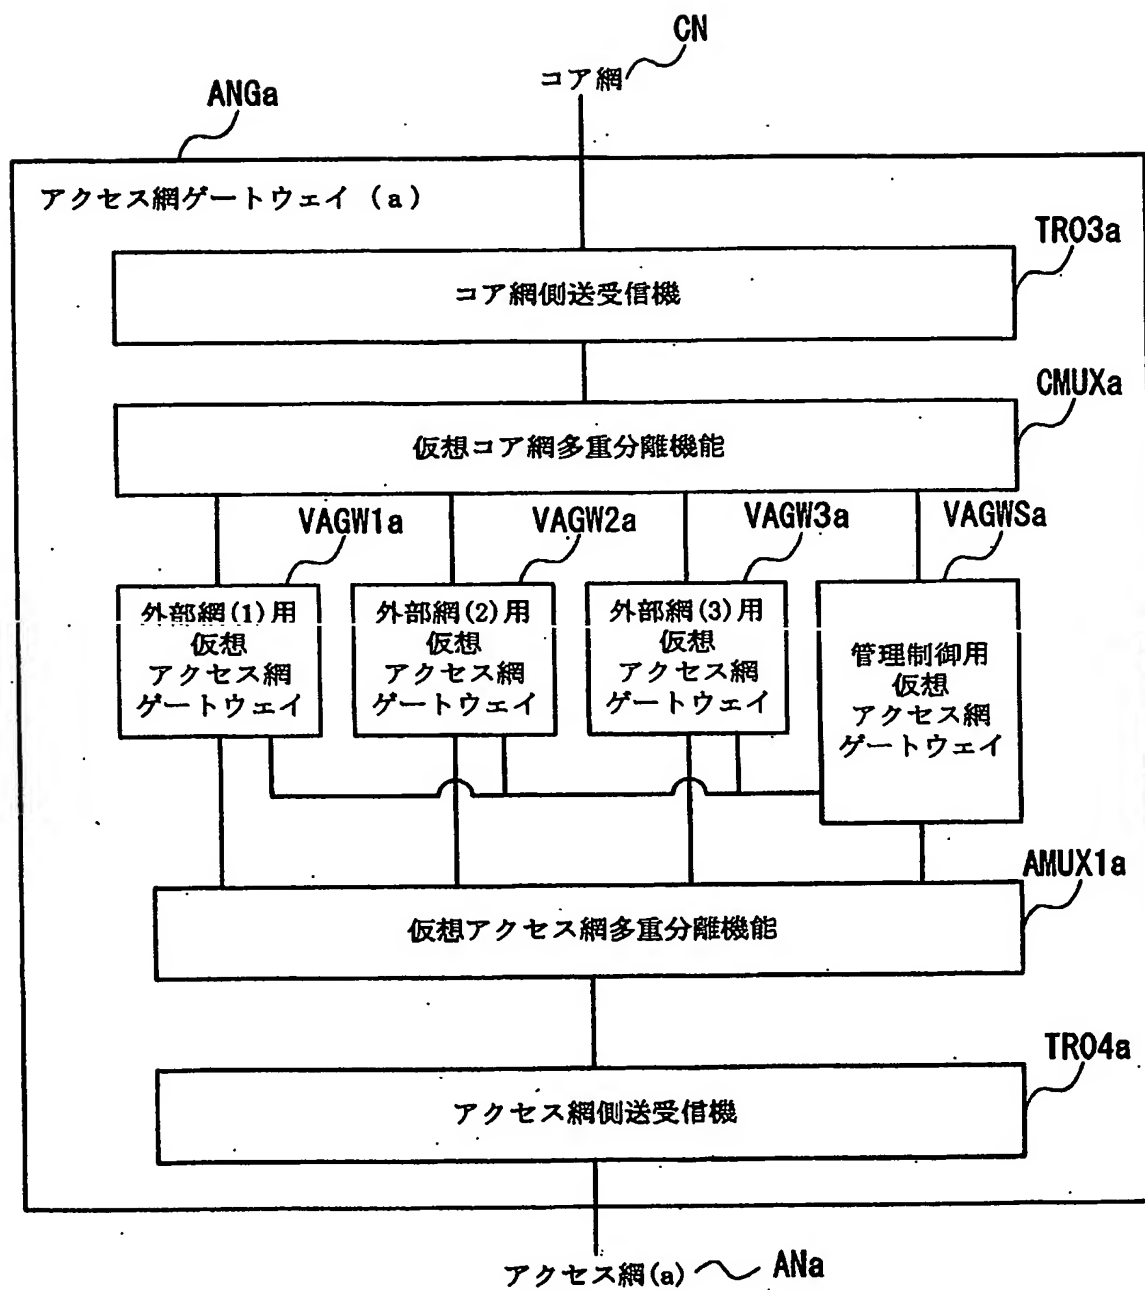 CN
コア網
ANGa
アクセス網ゲートウェイ (a)
TR03a
コア網側送受信機
CMUXa
仮想コア網多重分離機能
VAGW1a
VAGW2a
VAGW3a
VAGWSa
外部網(1)用
仮想
アクセス網
ゲートウェイ
外部網(2)用
仮想
アクセス網
ゲートウェイ
外部網(3)用
仮想
アクセス網
ゲートウェイ
管理制御用
仮想
アクセス網
ゲートウェイ
AMUX1a
仮想アクセス網多重分離機能
TR04a
アクセス網側送受信機
アクセス網(a)
ANa